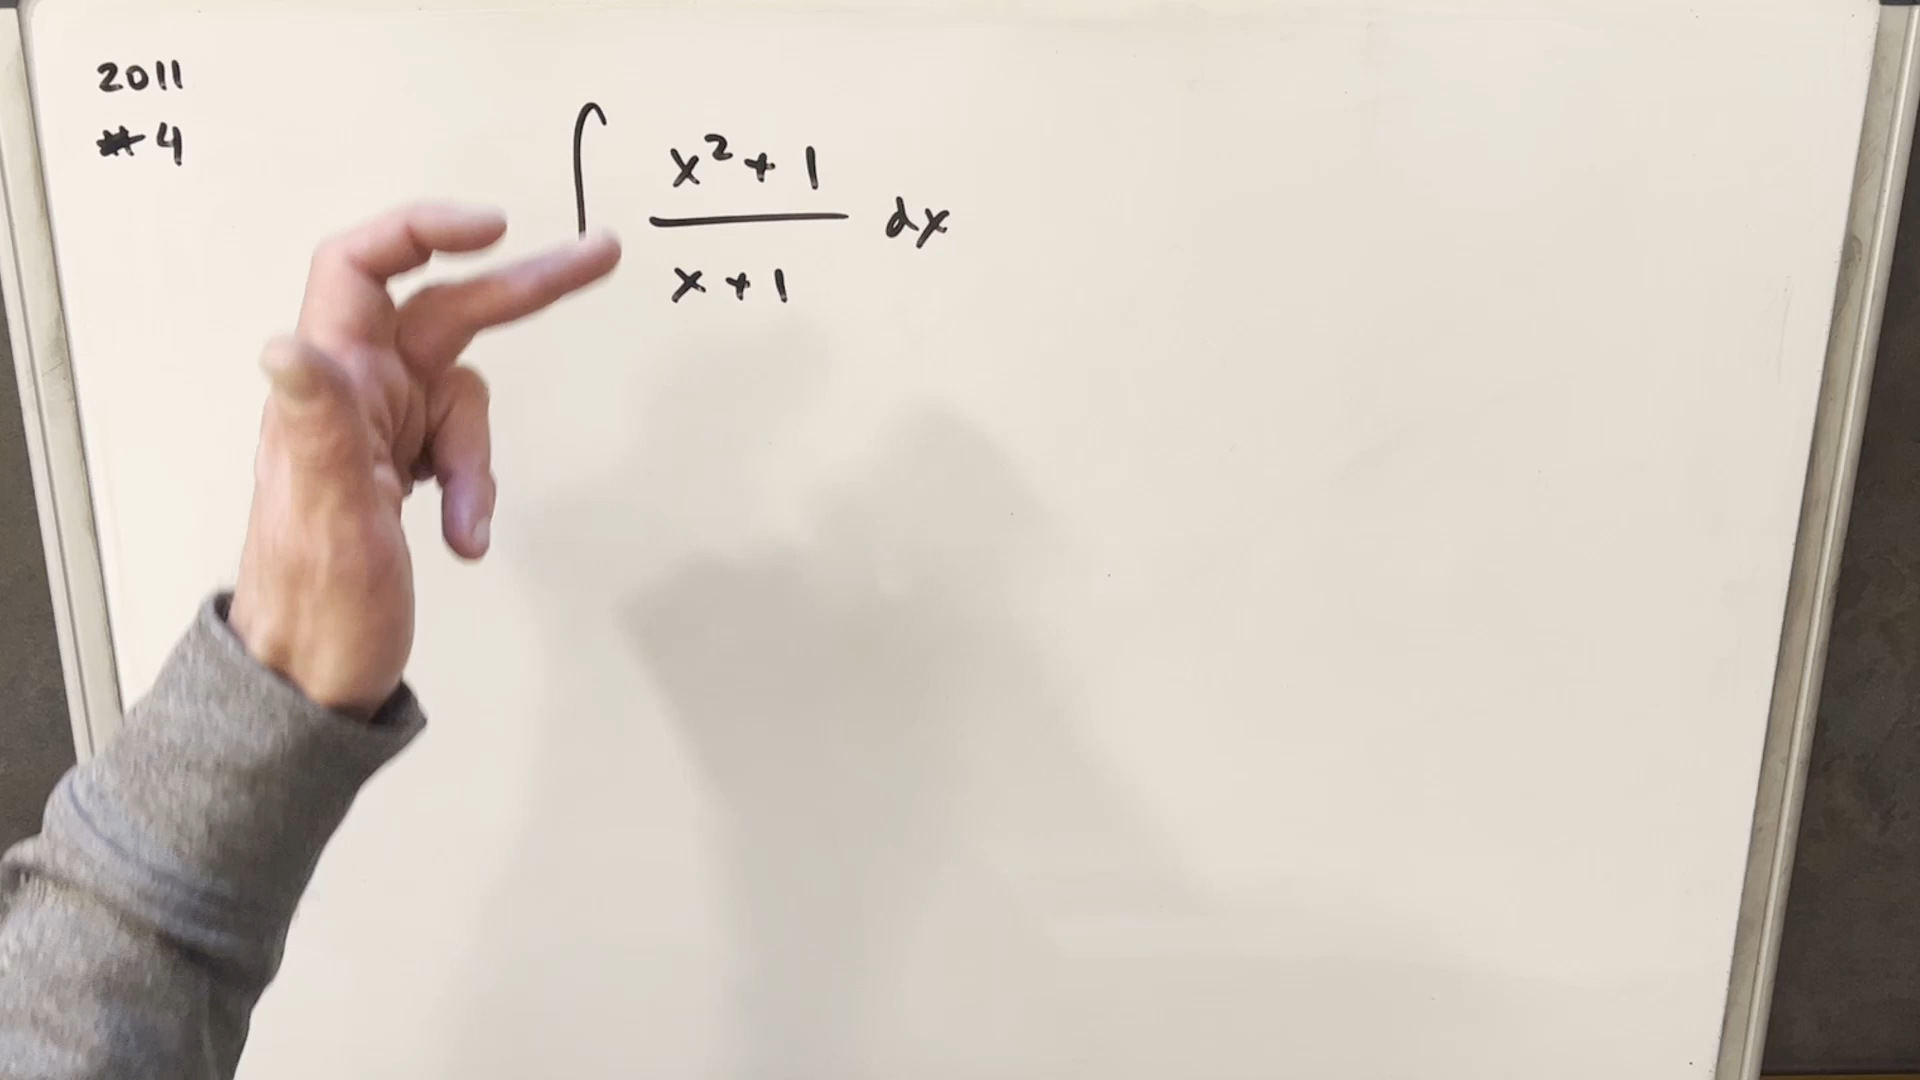 2011
#4
∫ x² + 1 / x + 1 dx